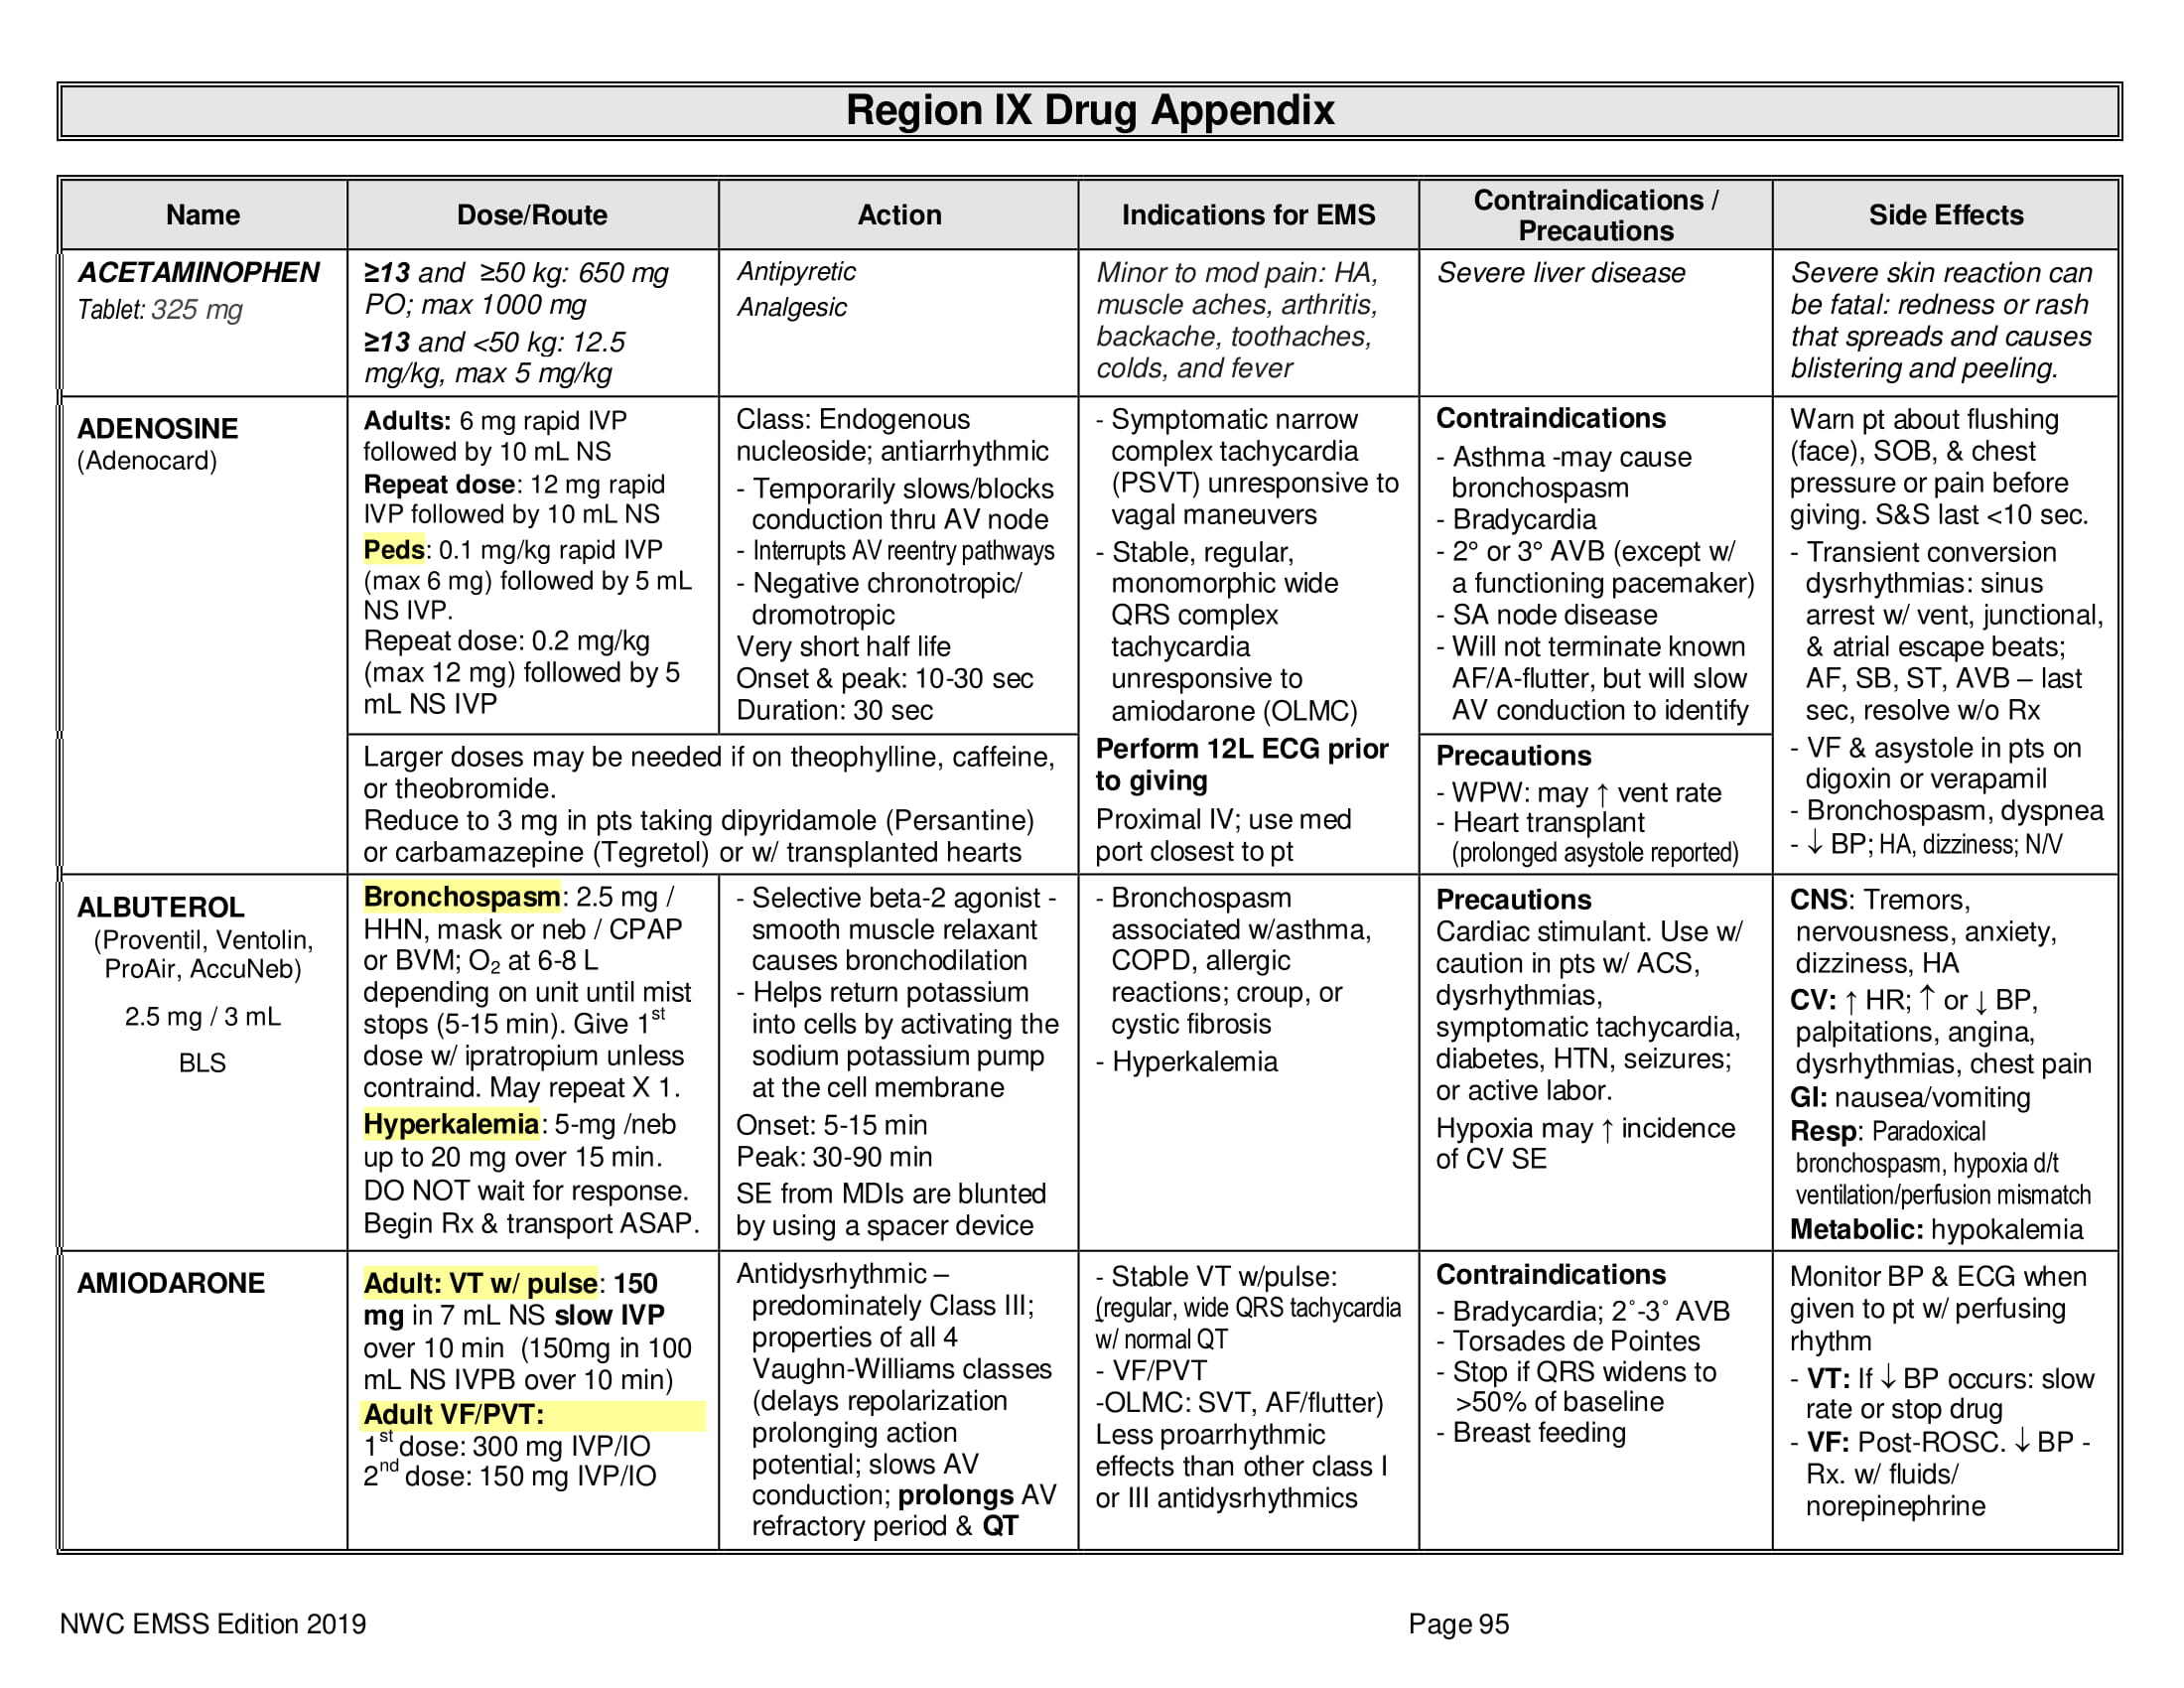 Region IX Drug Appendix
Name
Dose/Route
Action
Indications for EMS
Contraindications /
Precautions
Side Effects
ACETAMINOPHEN
Tablet: 325 mg
≥13 and ≥50 kg: 650 mg
PO; max 1000 mg
≥13 and <50 kg: 12.5
mg/kg, max 5 mg/kg
Antipyretic
Analgesic
Minor to mod pain: HA,
muscle aches, arthritis,
backache, toothaches,
colds, and fever
Severe liver disease
Severe skin reaction can
be fatal: redness or rash
that spreads and causes
blistering and peeling.
ADENOSINE
(Adenocard)
Adults: 6 mg rapid IVP
followed by 10 mL NS
Repeat dose: 12 mg rapid
IVP followed by 10 mL NS
Peds: 0.1 mg/kg rapid IVP
(max 6 mg) followed by 5 mL
NS IVP.
Repeat dose: 0.2 mg/kg
(max 12 mg) followed by 5
mL NS IVP
Class: Endogenous
nucleoside; antiarrhythmic
- Temporarily slows/blocks
conduction thru AV node
- Interrupts AV reentry pathways
- Negative chronotropic/
dromotropic
Very short half life
Onset & peak: 10-30 sec
Duration: 30 sec
Larger doses may be needed if on theophylline, caffeine,
or theobromide.
Reduce to 3 mg in pts taking dipyridamole (Persantine)
or carbamazepine (Tegretol) or w/ transplanted hearts
- Symptomatic narrow
complex tachycardia
(PSVT) unresponsive to
vagal maneuvers
- Stable, regular,
monomorphic wide
QRS complex
tachycardia
unresponsive to
amiodarone (OLMC)
Perform 12L ECG prior
to giving
Proximal IV; use med
port closest to pt
Contraindications
- Asthma -may cause
bronchospasm
- Bradycardia
- 2° or 3° AVB (except w/
a functioning pacemaker)
- SA node disease
- Will not terminate known
AF/A-flutter, but will slow
AV conduction to identify
Precautions
- WPW: may ↑ vent rate
- Heart transplant
(prolonged asystole reported)
Warn pt about flushing
(face), SOB, & chest
pressure or pain before
giving. S&S last <10 sec.
- Transient conversion
dysrhythmias: sinus
arrest w/ vent, junctional,
& atrial escape beats;
AF, SB, ST, AVB – last
sec, resolve w/o Rx
- VF & asystole in pts on
digoxin or verapamil
- Bronchospasm, dyspnea
- ↓ BP; HA, dizziness; N/V
ALBUTEROL
(Proventil, Ventolin,
ProAir, AccuNeb)
2.5 mg / 3 mL
BLS
Bronchospasm: 2.5 mg /
HHN, mask or neb / CPAP
or BVM; O2 at 6-8 L
depending on unit until mist
stops (5-15 min). Give 1st
dose w/ ipratropium unless
contraind. May repeat X 1.
Hyperkalemia: 5-mg /neb
up to 20 mg over 15 min.
DO NOT wait for response.
Begin Rx & transport ASAP.
- Selective beta-2 agonist -
smooth muscle relaxant
causes bronchodilation
- Helps return potassium
into cells by activating the
sodium potassium pump
at the cell membrane
Onset: 5-15 min
Peak: 30-90 min
SE from MDIs are blunted
by using a spacer device
- Bronchospasm
associated w/asthma,
COPD, allergic
reactions; croup, or
cystic fibrosis
- Hyperkalemia
Precautions
Cardiac stimulant. Use w/
caution in pts w/ ACS,
dysrhythmias,
symptomatic tachycardia,
diabetes, HTN, seizures;
or active labor.
Hypoxia may ↑ incidence
of CV SE
CNS: Tremors,
nervousness, anxiety,
dizziness, HA
CV: ↑ HR; ↑ or ↓ BP,
palpitations, angina,
dysrhythmias, chest pain
GI: nausea/vomiting
Resp: Paradoxical
bronchospasm, hypoxia d/t
ventilation/perfusion mismatch
Metabolic: hypokalemia
AMIODARONE
Adult: VT w/ pulse: 150
mg in 7 mL NS slow IVP
over 10 min (150mg in 100
mL NS IVPB over 10 min)
Adult VF/PVT:
1st dose: 300 mg IVP/IO
2nd dose: 150 mg IVP/IO
Antidysrhythmic –
predominately Class III;
properties of all 4
Vaughn-Williams classes
(delays repolarization
prolonging action
potential; slows AV
conduction; prolongs AV
refractory period & QT
- Stable VT w/pulse:
(regular, wide QRS tachycardia
w/ normal QT
- VF/PVT
-OLMC: SVT, AF/flutter)
Less proarrhythmic
effects than other class I
or III antidysrhythmics
Contraindications
- Bradycardia; 2˚-3˚ AVB
- Torsades de Pointes
- Stop if QRS widens to
>50% of baseline
- Breast feeding
Monitor BP & ECG when
given to pt w/ perfusing
rhythm
- VT: If ↓ BP occurs: slow
rate or stop drug
- VF: Post-ROSC. ↓ BP -
Rx. w/ fluids/
norepinephrine
NWC EMSS Edition 2019
Page 95